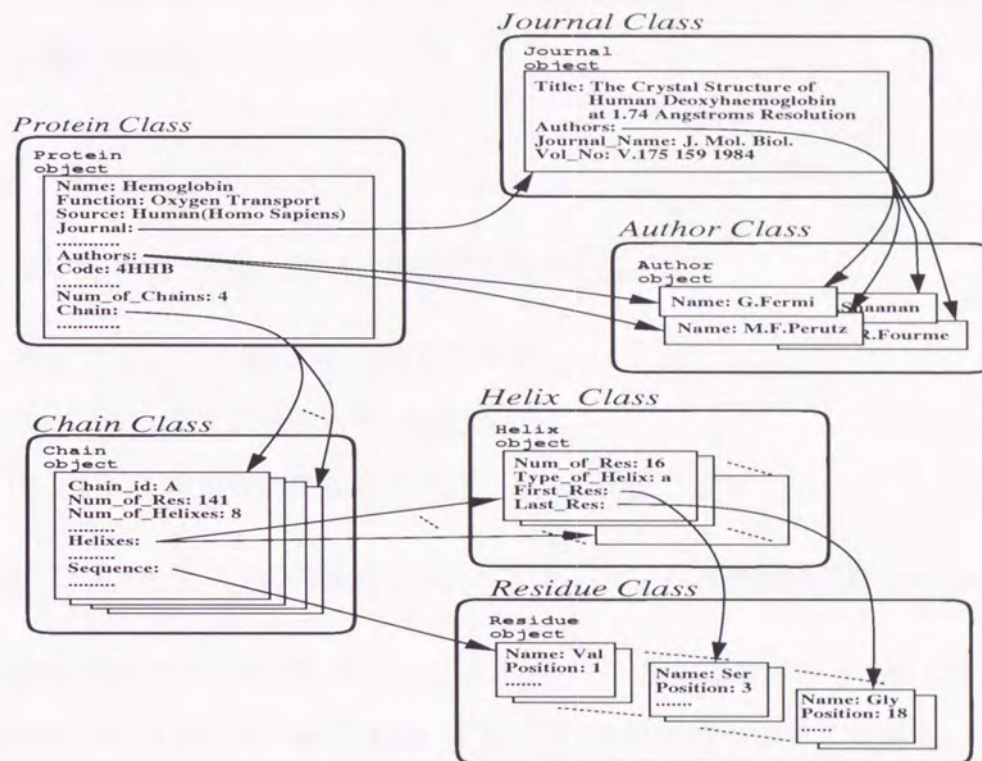 Journal Class
Journal
object
Title: The Crystal Structure of
Human Deoxyhaemoglobin
at 1.74 Angstroms Resolution
Authors:
Journal_Name: J. Mol. Biol.
Vol_No: V.175 159 1984
Protein Class
Protein
object
Name: Hemoglobin
Function: Oxygen Transport
Source: Human(Homo Sapiens)
Journal:
............
Authors:
Code: 4HHB
............
Num_of_Chains: 4
Chain:
............
Author Class
Author
object
Name: G.Fermi
Name: M.F.Perutz
R.Fourme
Chain Class
Chain
object
Chain_id: A
Num_of_Res: 141
Num_of_Helixes: 8
........
Helixes:
........
Sequence:
........
Helix Class
Helix
object
Num_of_Res: 16
Type_of_Helix: a
First_Res:
Last_Res:
Residue Class
Residue
object
Name: Val
Position: 1
.......
Name: Ser
Position: 3
.......
Name: Gly
Position: 18
......